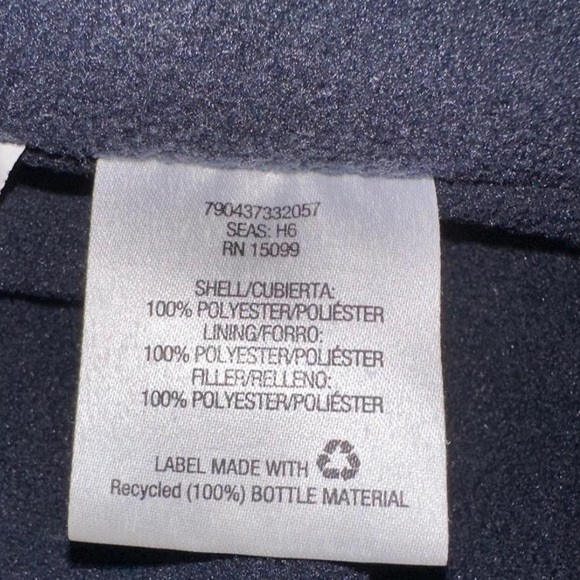 790437332057
SEAS: H6
RN 15099
SHELL/CUBIERTA:
100% POLYESTER/POLIÉSTER
LINING/FORRO:
100% POLYESTER/POLIÉSTER
FILLER/RELLENO:
100% POLYESTER/POLIÉSTER
LABEL MADE WITH
Recycled (100%) BOTTLE MATERIAL